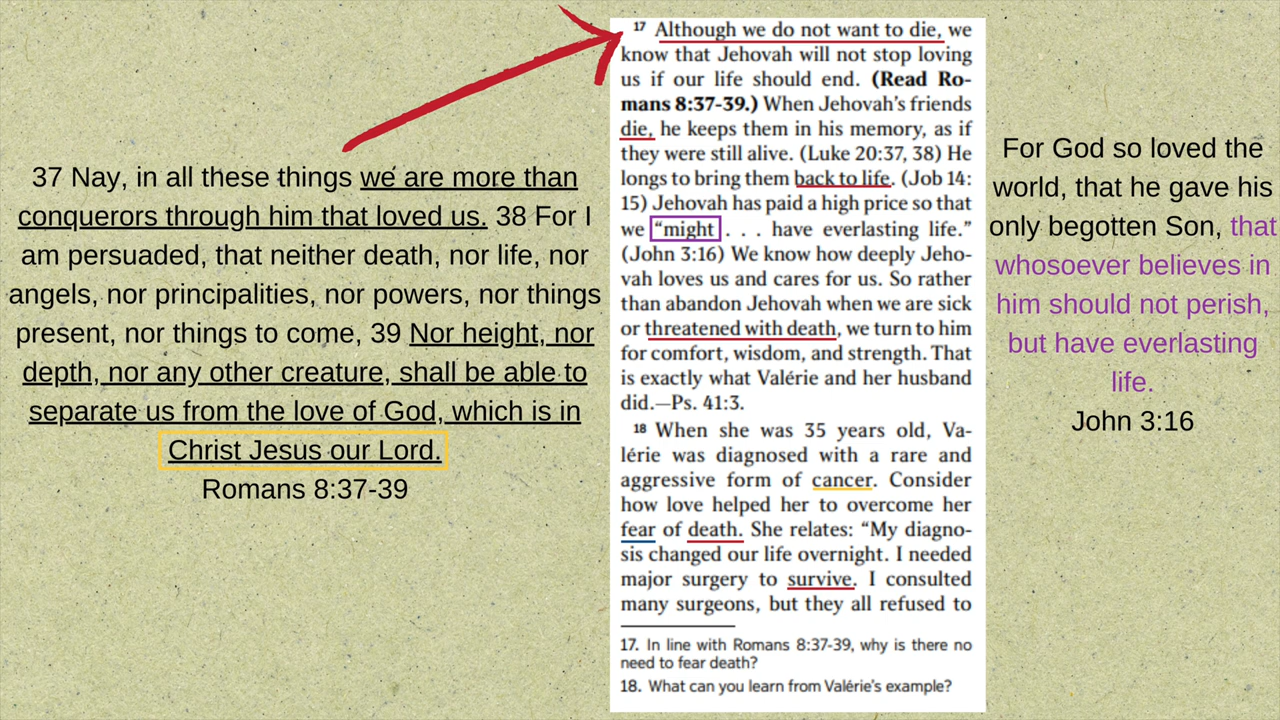 37 Nay, in all these things we are more than
conquerors through him that loved us. 38 For I
am persuaded, that neither death, nor life, nor
angels, nor principalities, nor powers, nor things
present, nor things to come, 39 Nor height, nor
depth, nor any other creature, shall be able to
separate us from the love of God, which is in
Christ Jesus our Lord.
Romans 8:37-39
17 Although we do not want to die, we
know that Jehovah will not stop loving
us if our life should end. (Read Ro-
mans 8:37-39.) When Jehovah's friends
die, he keeps them in his memory, as if
they were still alive. (Luke 20:37, 38) He
longs to bring them back to life. (Job 14:
15) Jehovah has paid a high price so that
we “might . . . have everlasting life.”
(John 3:16) We know how deeply Jeho-
vah loves us and cares for us. So rather
than abandon Jehovah when we are sick
or threatened with death, we turn to him
for comfort, wisdom, and strength. That
is exactly what Valérie and her husband
did.—Ps. 41:3.
18 When she was 35 years old, Va-
lérie was diagnosed with a rare and
aggressive form of cancer. Consider
how love helped her to overcome her
fear of death. She relates: “My diagno-
sis changed our life overnight. I needed
major surgery to survive. I consulted
many surgeons, but they all refused to
17. In line with Romans 8:37-39, why is there no
need to fear death?
18. What can you learn from Valérie's example?
For God so loved the
world, that he gave his
only begotten Son, that
whosoever believes in
him should not perish,
but have everlasting
life.
John 3:16